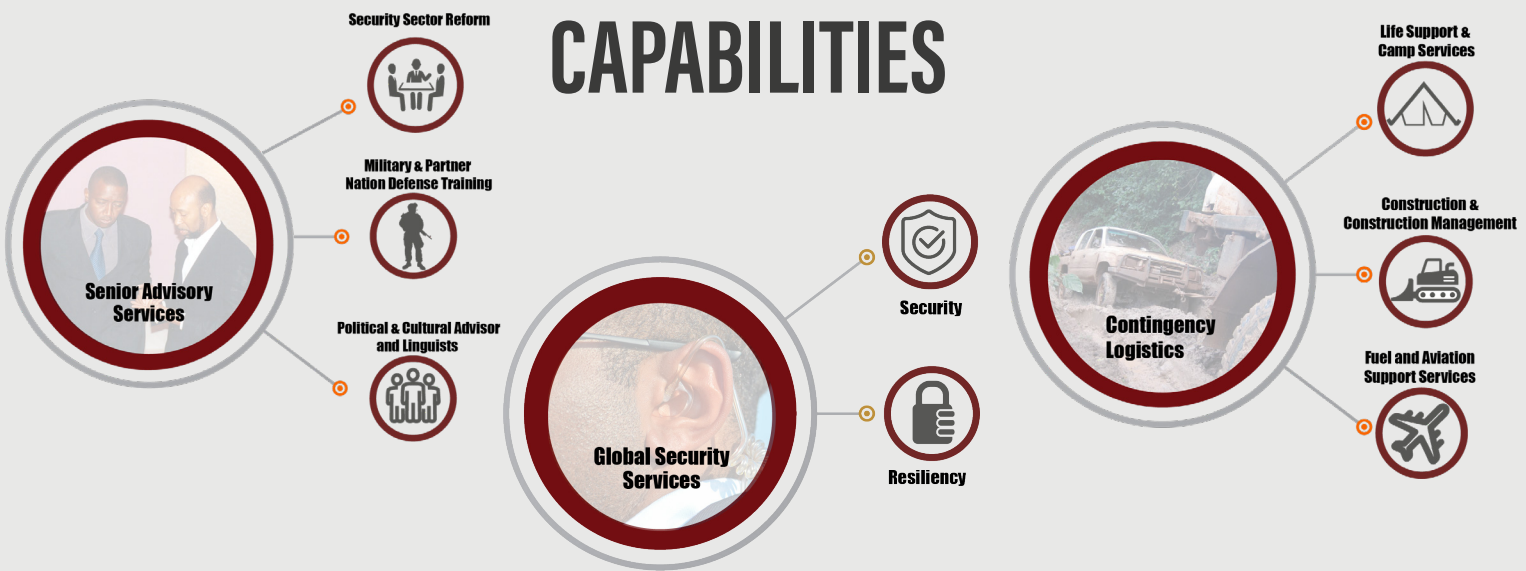 CAPABILITIES
Security Sector Reform
Military & Partner
Nation Defense Training
Political & Cultural Advisor
and Linguists
Senior Advisory
Services
Security
Resiliency
Global Security
Services
Life Support &
Camp Services
Construction &
Construction Management
Fuel and Aviation
Support Services
Contingency
Logistics